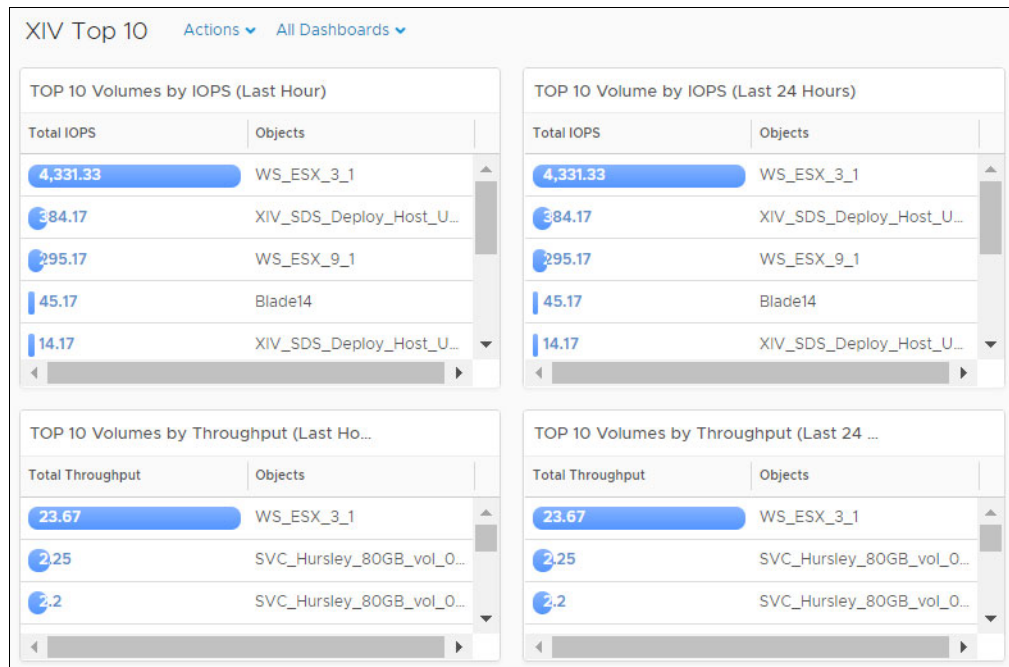 XIV Top 10 Actions All Dashboards
TOP 10 Volumes by IOPS (Last Hour)
Total IOPS Objects
4,331.33 WS_ESX_3_1
384.17 XIV_SDS_Deploy_Host_U...
295.17 WS_ESX_9_1
45.17 Blade14
14.17 XIV_SDS_Deploy_Host_U...
TOP 10 Volume by IOPS (Last 24 Hours)
Total IOPS Objects
4,331.33 WS_ESX_3_1
384.17 XIV_SDS_Deploy_Host_U...
295.17 WS_ESX_9_1
45.17 Blade14
14.17 XIV_SDS_Deploy_Host_U...
TOP 10 Volumes by Throughput (Last Ho...
Total Throughput Objects
23.67 WS_ESX_3_1
2.25 SVC_Hursley_80GB_vol_0...
2.2 SVC_Hursley_80GB_vol_0...
TOP 10 Volumes by Throughput (Last 24 ...
Total Throughput Objects
23.67 WS_ESX_3_1
2.25 SVC_Hursley_80GB_vol_0...
2.2 SVC_Hursley_80GB_vol_0...